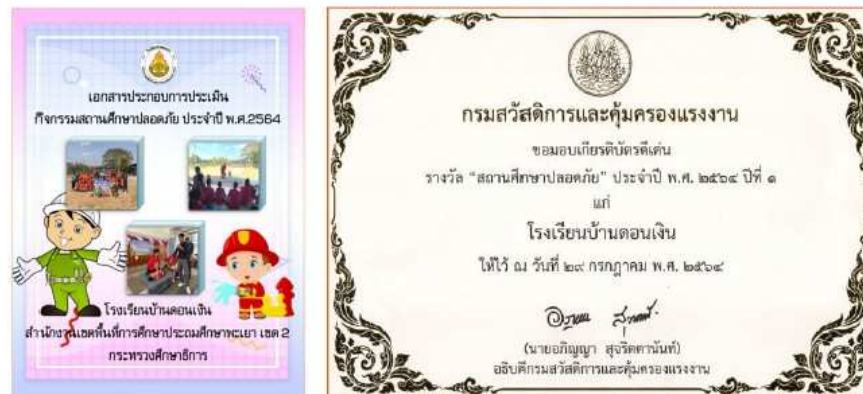 เอกสารประกอบการประเมิน
กิจกรรมสถานศึกษาปลอดภัย ประจำปี พ.ศ.2564
โรงเรียนบ้านดอนเงิน
สำนักงานเขตพื้นที่การศึกษาประถมศึกษาพะเยา เขต 2
กระทรวงศึกษาธิการ
กรมสวัสดิการและคุ้มครองแรงงาน
ขอมอบเกียรติบัตรดีเด่น
รางวัล “สถานศึกษาปลอดภัย” ประจำปี พ.ศ. ๒๕๖๔ ปีที่ ๑
แก่
โรงเรียนบ้านดอนเงิน
ให้ไว้ ณ วันที่ ๒๙ กรกฎาคม พ.ศ. ๒๕๖๔
(นายอภิญญา สุจริตตานันท์)
อธิบดีกรมสวัสดิการและคุ้มครองแรงงาน